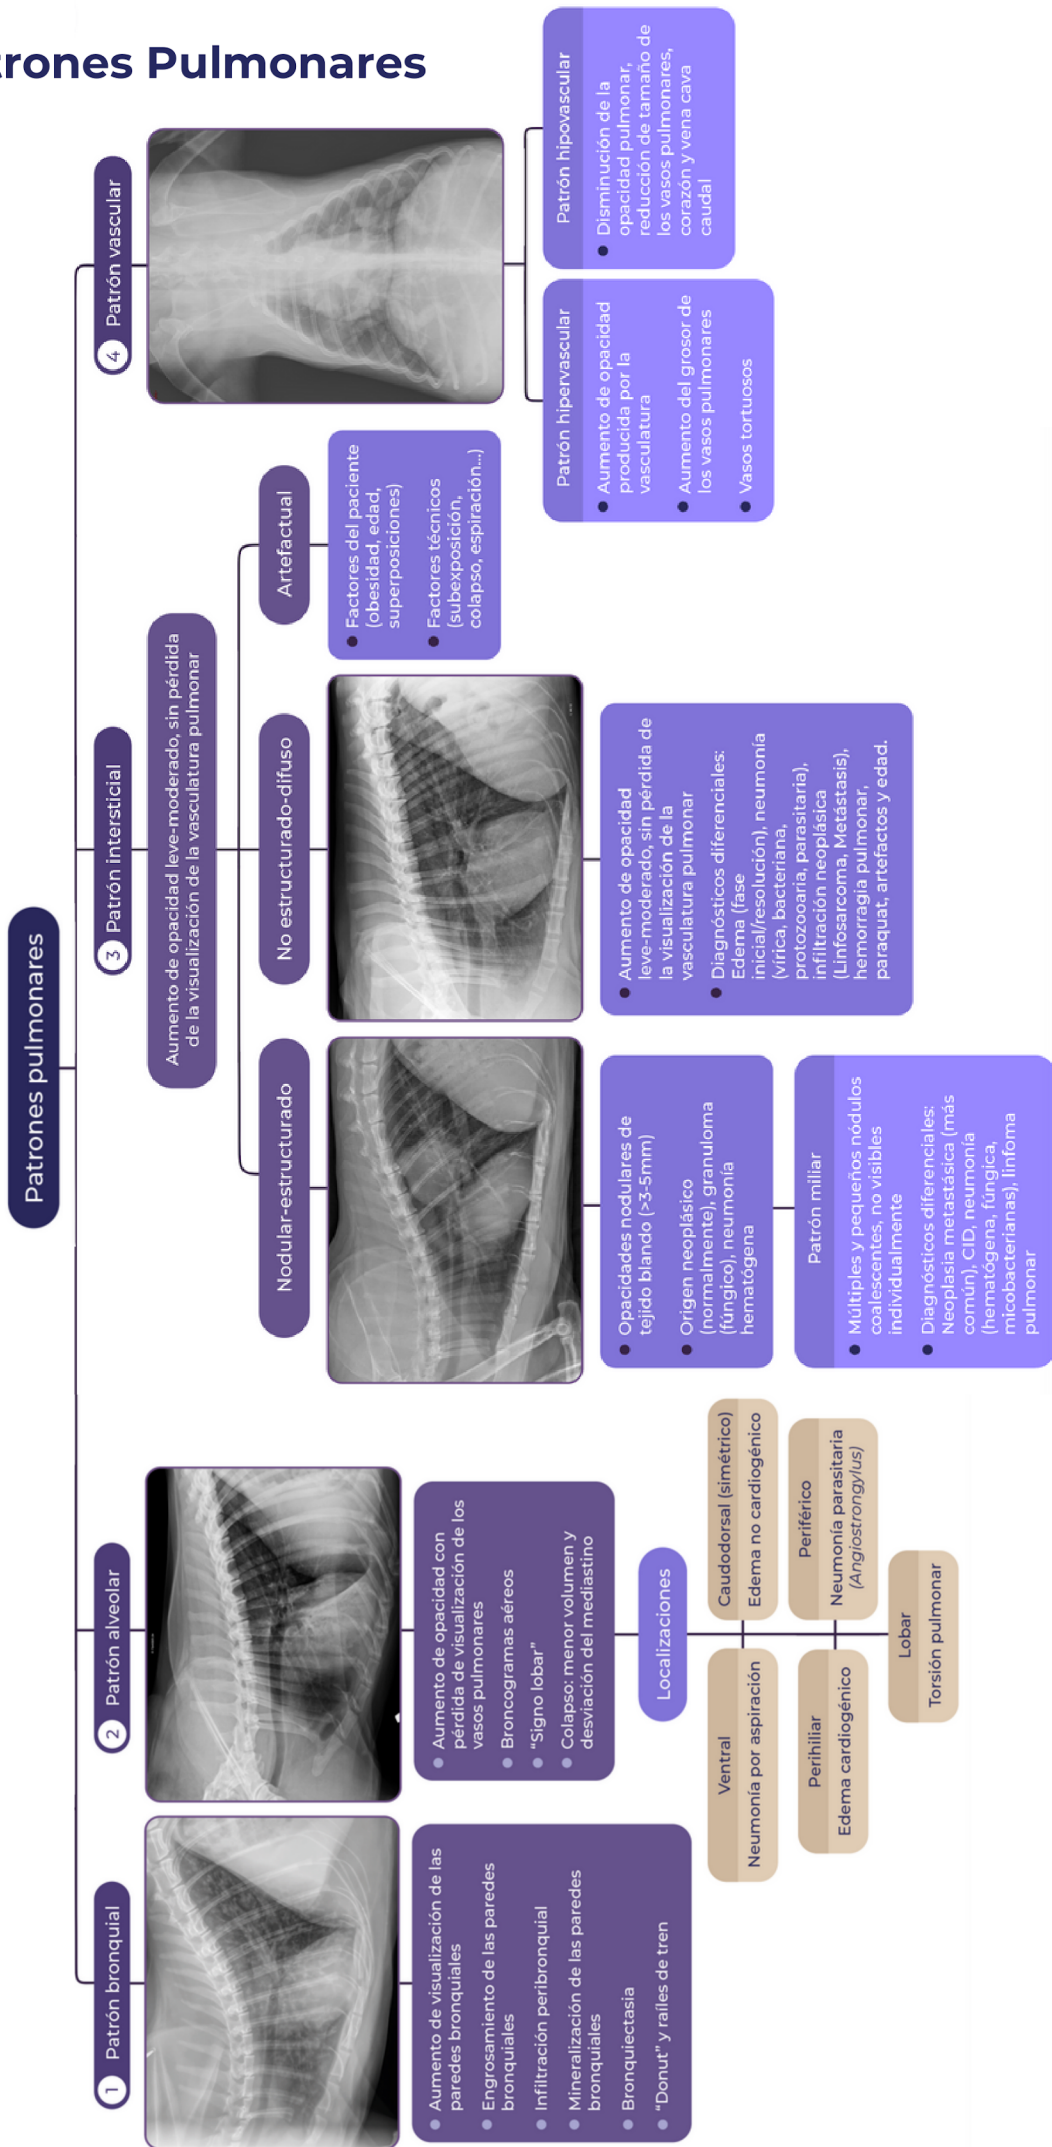 trones Pulmonares
Patrones pulmonares
1 Patrón bronquial
● Aumento de visualización de las
paredes bronquiales
● Engrosamiento de las paredes
bronquiales
● Infiltración peribronquial
● Mineralización de las paredes
bronquiales
● Bronquiectasia
● “Donut” y raíles de tren
2 Patrón alveolar
● Aumento de opacidad con
pérdida de visualización de los
vasos pulmonares
● Broncogramas aéreos
● “Signo lobar”
● Colapso: menor volumen y
desviación del mediastino
Localizaciones
Ventral
Neumonía por aspiración
Caudodorsal (simétrico)
Edema no cardiogénico
Perihiliar
Edema cardiogénico
Periférico
Neumonía parasitaria
(Angiostrongylus)
Lobar
Torsión pulmonar
3 Patrón intersticial
Aumento de opacidad leve-moderado, sin pérdida
de la visualización de la vasculatura pulmonar
Nodular-estructurado
● Opacidades nodulares de
tejido blando (>3-5mm)
● Origen neoplásico
(normalmente), granuloma
(fúngico), neumonía
hematógena
Patrón miliar
● Múltiples y pequeños nódulos
coalescentes, no visibles
individualmente
● Diagnósticos diferenciales:
Neoplasia metastásica (más
común), CID, neumonía
(hematógena, fúngica,
micobacterianas), linfoma
pulmonar
No estructurado-difuso
● Aumento de opacidad
leve-moderado, sin pérdida de
la visualización de la
vasculatura pulmonar
● Diagnósticos diferenciales:
Edema (fase
inicial/resolución), neumonía
(vírica, bacteriana,
protozooaria, parasitaria),
infiltración neoplásica
(Linfosarcoma, Metástasis),
hemorragia pulmonar,
paraquat, artefactos y edad.
Artefactual
● Factores del paciente
(obesidad, edad,
superposiciones)
● Factores técnicos
(subexposición,
colapso, espiración...)
4 Patrón vascular
Patrón hipervascular
● Aumento de opacidad
producida por la
vasculatura
● Aumento del grosor de
los vasos pulmonares
● Vasos tortuosos
Patrón hipovascular
● Disminución de la
opacidad pulmonar,
reducción de tamaño de
los vasos pulmonares,
corazón y vena cava
caudal